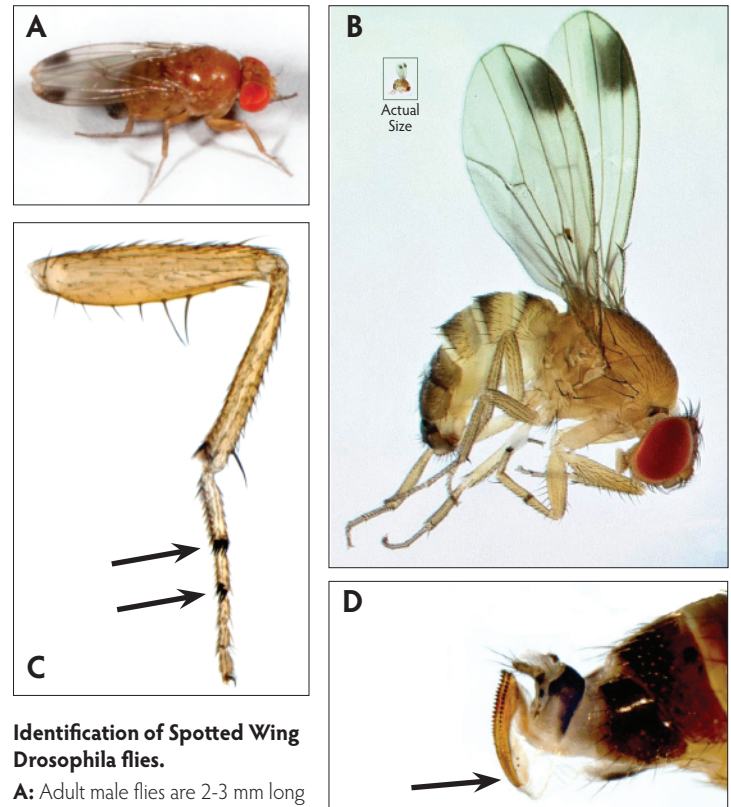 A
B
Actual
Size
C
D
Identification of Spotted Wing
Drosophila flies.
A: Adult male flies are 2-3 mm long